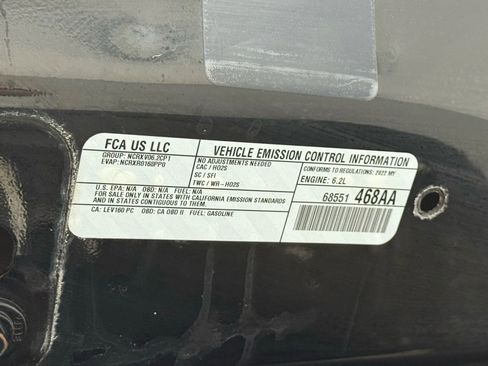 FCA US LLC
GROUP: NCRXV06.2CP1
EVAP: NCRXR0160PP0
VEHICLE EMISSION CONTROL INFORMATION
NO ADJUSTMENTS NEEDED
CAC / HO2S
SC / SFI
TWC / WR-HO2S
CONFORMS TO REGULATIONS: 2022 MY
ENGINE: 6.2L
U.S. EPA: N/A OBD: N/A FUEL: N/A
FOR SALE ONLY IN STATES WITH CALIFORNIA EMISSION STANDARDS
AND IN STATES CONTIGUOUS TO THEM.
CA: LEV160 PC OBD: CA OBD II FUEL: GASOLINE
68551 468AA